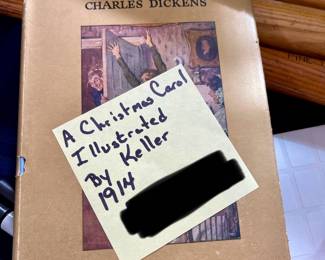 CHARLES DICKENS
A Christmas Carol
Illustrated
By Keller
1914